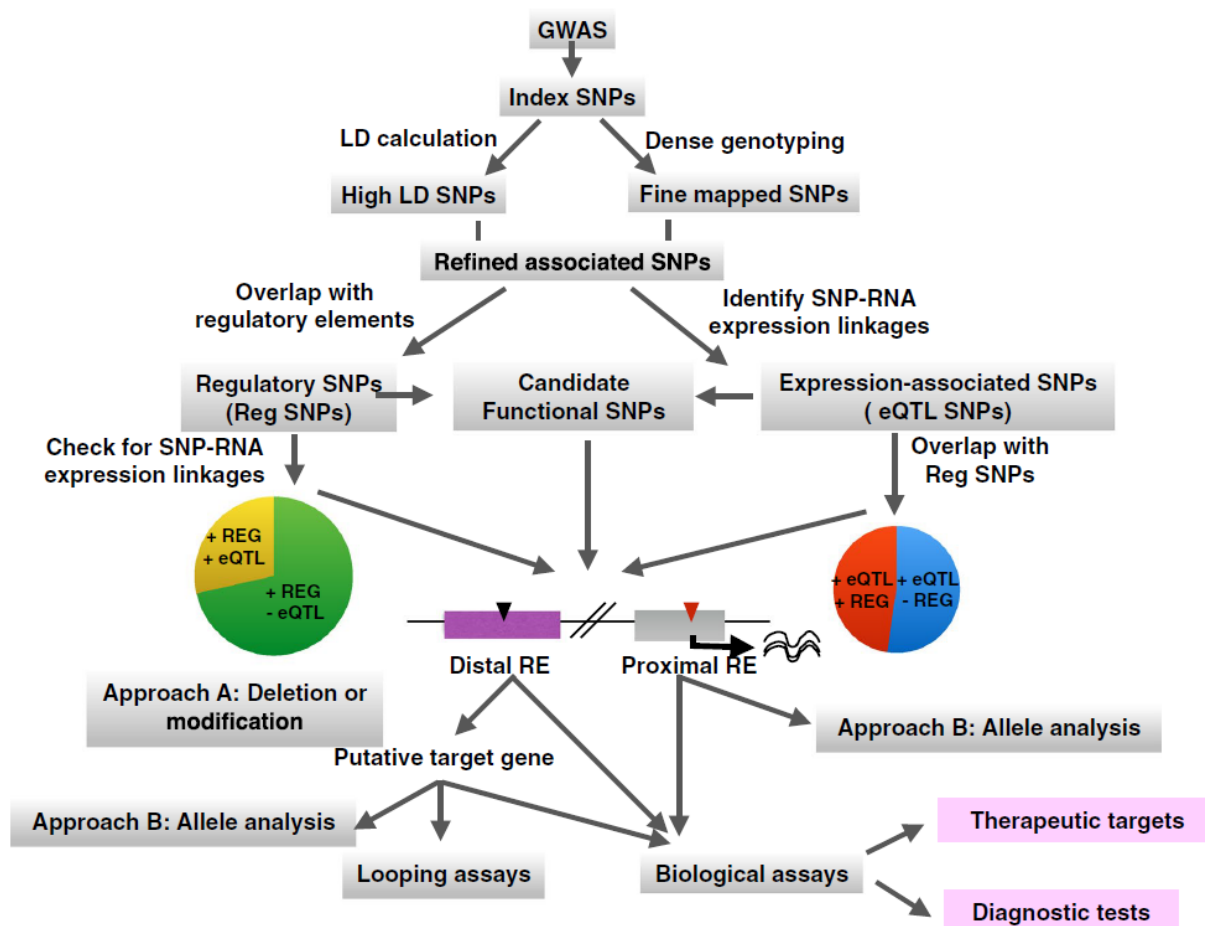 GWAS
Index SNPs
LD calculation
Dense genotyping
High LD SNPs
Fine mapped SNPs
Refined associated SNPs
Overlap with
regulatory elements
Identify SNP-RNA
expression linkages
Regulatory SNPs
(Reg SNPs)
Candidate
Functional SNPs
Expression-associated SNPs
( eQTL SNPs)
Check for SNP-RNA
expression linkages
Overlap with
Reg SNPs
+ REG
+ eQTL
+ REG
- eQTL
+ eQTL
+ REG
+ eQTL
- REG
Distal RE
Proximal RE
Approach A: Deletion or
modification
Approach B: Allele analysis
Putative target gene
Approach B: Allele analysis
Looping assays
Biological assays
Therapeutic targets
Diagnostic tests